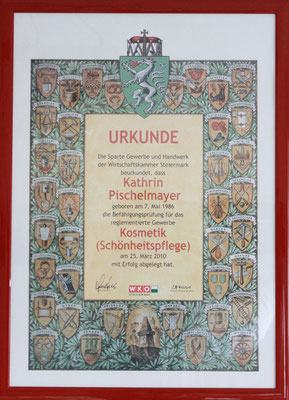 URKUNDE
Die Sparte Gewerbe und Handwerk
der Wirtschaftskammer Steiermark
beurkundet, dass
Kathrin
Pischelmayer
geboren am 7. Mai 1986
die Befähigungsprüfung für das
reglementierte Gewerbe
Kosmetik
(Schönheitspflege)
am 25. März 2010
mit Erfolg abgelegt hat.
WKO
STEIERMARK